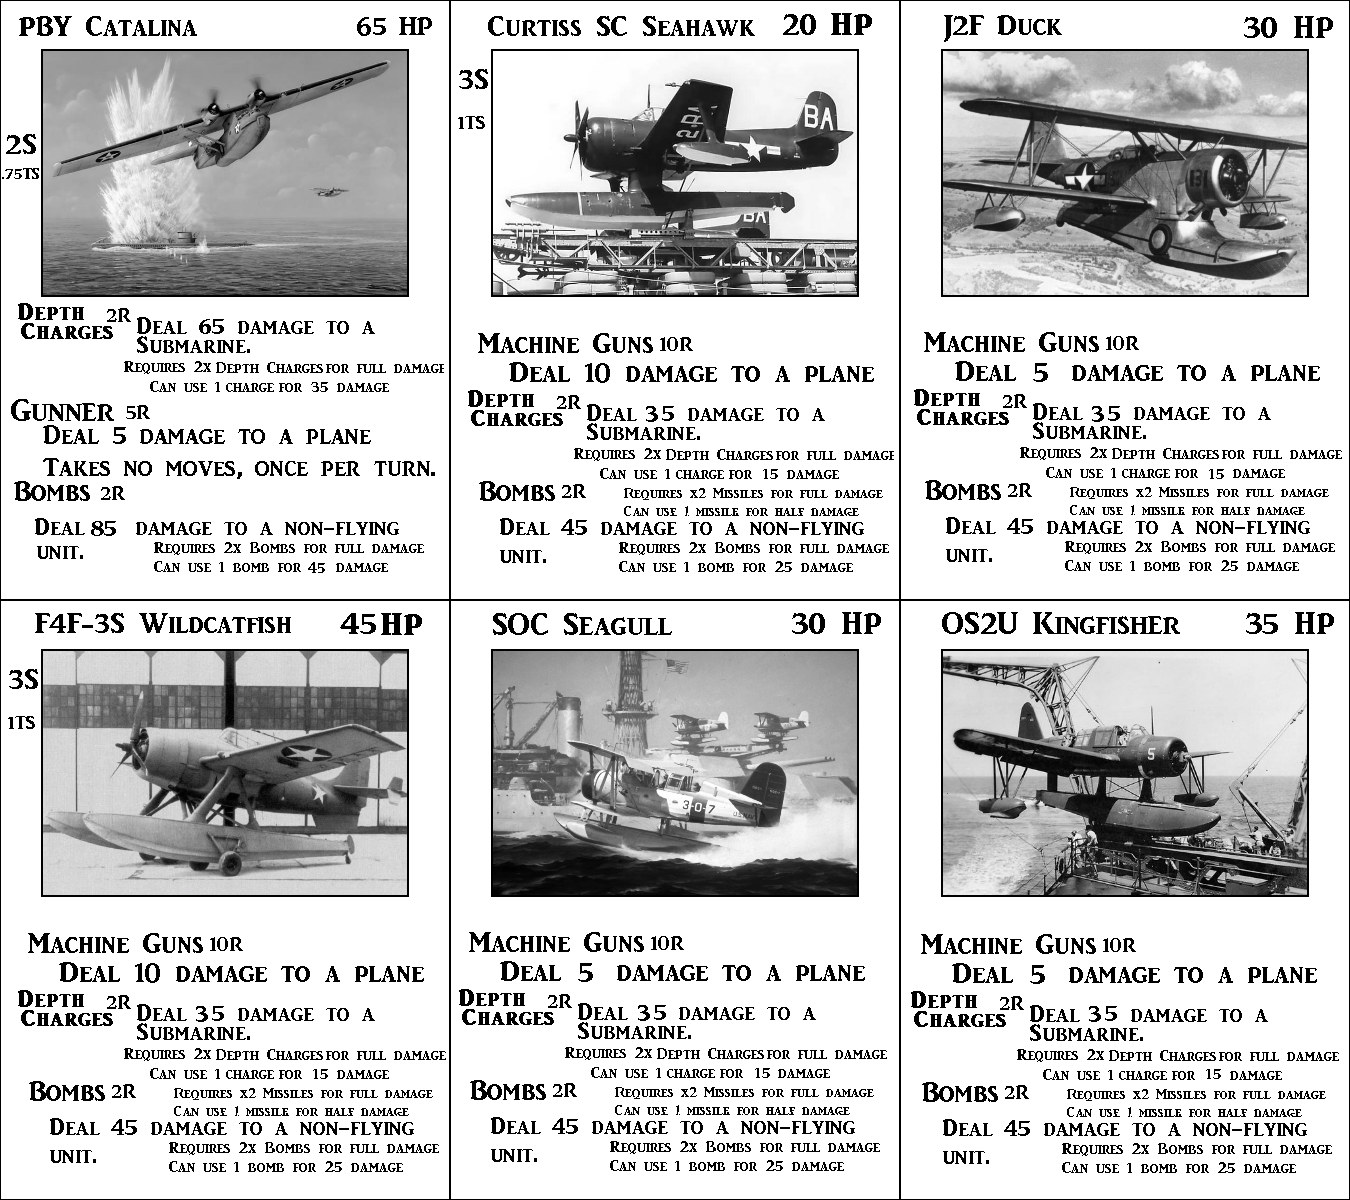 PBY Catalina 65 HP
2S
.75TS
Depth Charges 2R
Deal 65 damage to a
Submarine.
Requires 2x Depth Charges for full damage
Can use 1 charge for 35 damage
Gunner 5R
Deal 5 damage to a plane
Takes no moves, once per turn.
Bombs 2R
Deal 85 damage to a non-flying
unit.
Requires 2x Bombs for full damage
Can use 1 bomb for 45 damage
Curtiss SC Seahawk 20 HP
3S
1TS
BA
2-BA
BA
Machine Guns 10R
Deal 10 damage to a plane
Depth Charges 2R
Deal 35 damage to a
Submarine.
Requires 2x Depth Charges for full damage
Can use 1 charge for 15 damage
Bombs 2R
Requires x2 Missiles for full damage
Can use 1 missile for half damage
Deal 45 damage to a non-flying
unit.
Requires 2x Bombs for full damage
Can use 1 bomb for 25 damage
J2F Duck 30 HP
Machine Guns 10R
Deal 5 damage to a plane
Depth Charges 2R
Deal 35 damage to a
Submarine.
Requires 2x Depth Charges for full damage
Can use 1 charge for 15 damage
Bombs 2R
Requires x2 Missiles for full damage
Can use 1 missile for half damage
Deal 45 damage to a non-flying
unit.
Requires 2x Bombs for full damage
Can use 1 bomb for 25 damage
F4F-3S Wildcatfish 45 HP
3S
1TS
Machine Guns 10R
Deal 10 damage to a plane
Depth Charges 2R
Deal 35 damage to a
Submarine.
Requires 2x Depth Charges for full damage
Can use 1 charge for 15 damage
Bombs 2R
Requires x2 Missiles for full damage
Can use 1 missile for half damage
Deal 45 damage to a non-flying
unit.
Requires 2x Bombs for full damage
Can use 1 bomb for 25 damage
SOC Seagull 30 HP
3-O-7
Machine Guns 10R
Deal 5 damage to a plane
Depth Charges 2R
Deal 35 damage to a
Submarine.
Requires 2x Depth Charges for full damage
Can use 1 charge for 15 damage
Bombs 2R
Requires x2 Missiles for full damage
Can use 1 missile for half damage
Deal 45 damage to a non-flying
unit.
Requires 2x Bombs for full damage
Can use 1 bomb for 25 damage
OS2U Kingfisher 35 HP
5
Machine Guns 10R
Deal 5 damage to a plane
Depth Charges 2R
Deal 35 damage to a
Submarine.
Requires 2x Depth Charges for full damage
Can use 1 charge for 15 damage
Bombs 2R
Requires x2 Missiles for full damage
Can use 1 missile for half damage
Deal 45 damage to a non-flying
unit.
Requires 2x Bombs for full damage
Can use 1 bomb for 25 damage